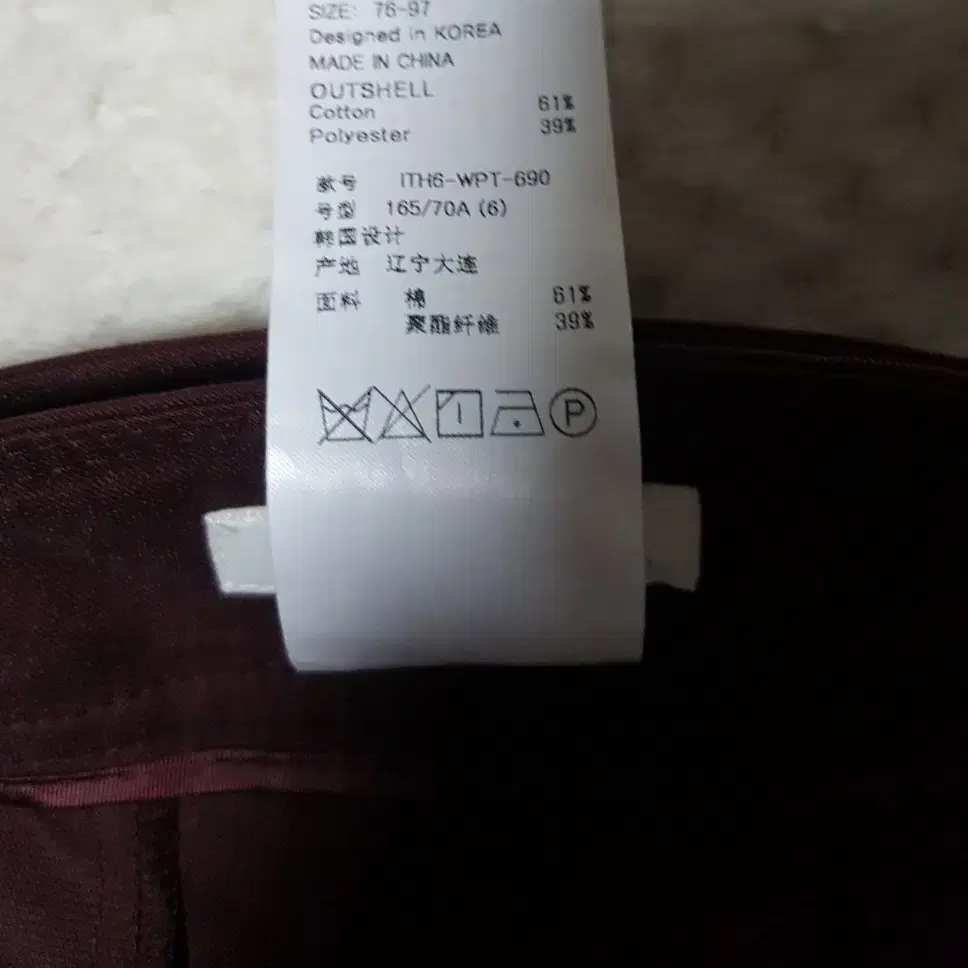 SIZE: 76-97
Designed in KOREA
MADE IN CHINA
OUTSHELL
Cotton 61%
Polyester 39%
款号 ITH6-WPT-690
号型 165/70A (6)
韩国设计
产地 辽宁大连
面料 棉 61%
聚酯纤维 39%
P